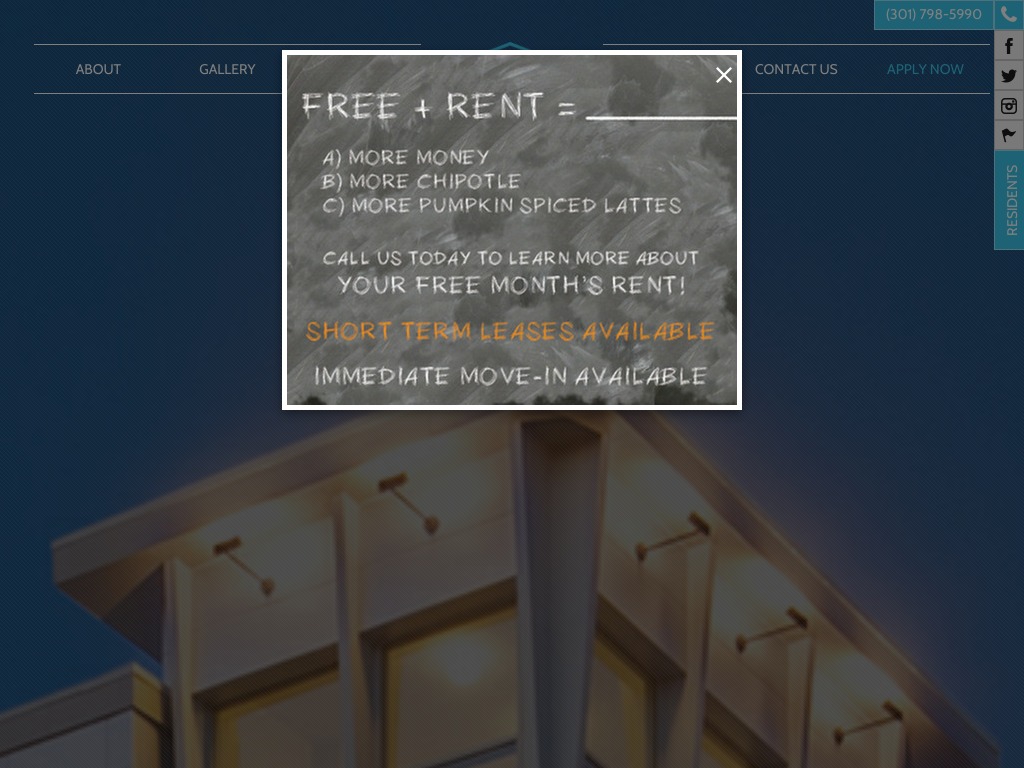 (301) 798-5990
ABOUT
GALLERY
CONTACT US
APPLY NOW
RESIDENTS
FREE + RENT = ________
A) MORE MONEY
B) MORE CHIPOTLE
C) MORE PUMPKIN SPICED LATTES
CALL US TODAY TO LEARN MORE ABOUT
YOUR FREE MONTH'S RENT!
SHORT TERM LEASES AVAILABLE
IMMEDIATE MOVE-IN AVAILABLE